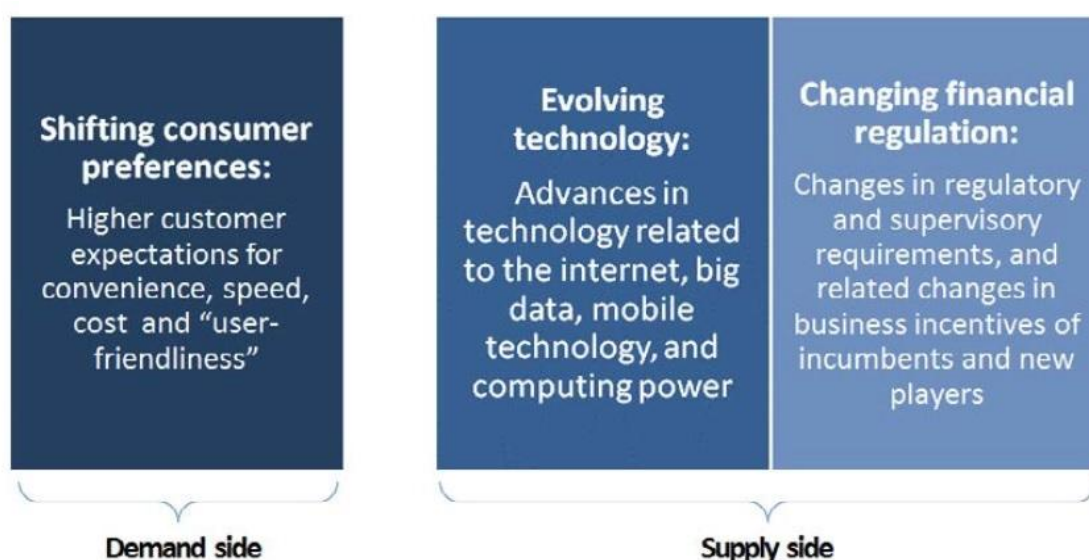 Shifting consumer
preferences:
Higher customer
expectations for
convenience, speed,
cost and “user-
friendliness”
Evolving
technology:
Advances in
technology related
to the internet, big
data, mobile
technology, and
computing power
Changing financial
regulation:
Changes in regulatory
and supervisory
requirements, and
related changes in
business incentives of
incumbents and new
players
Demand side
Supply side